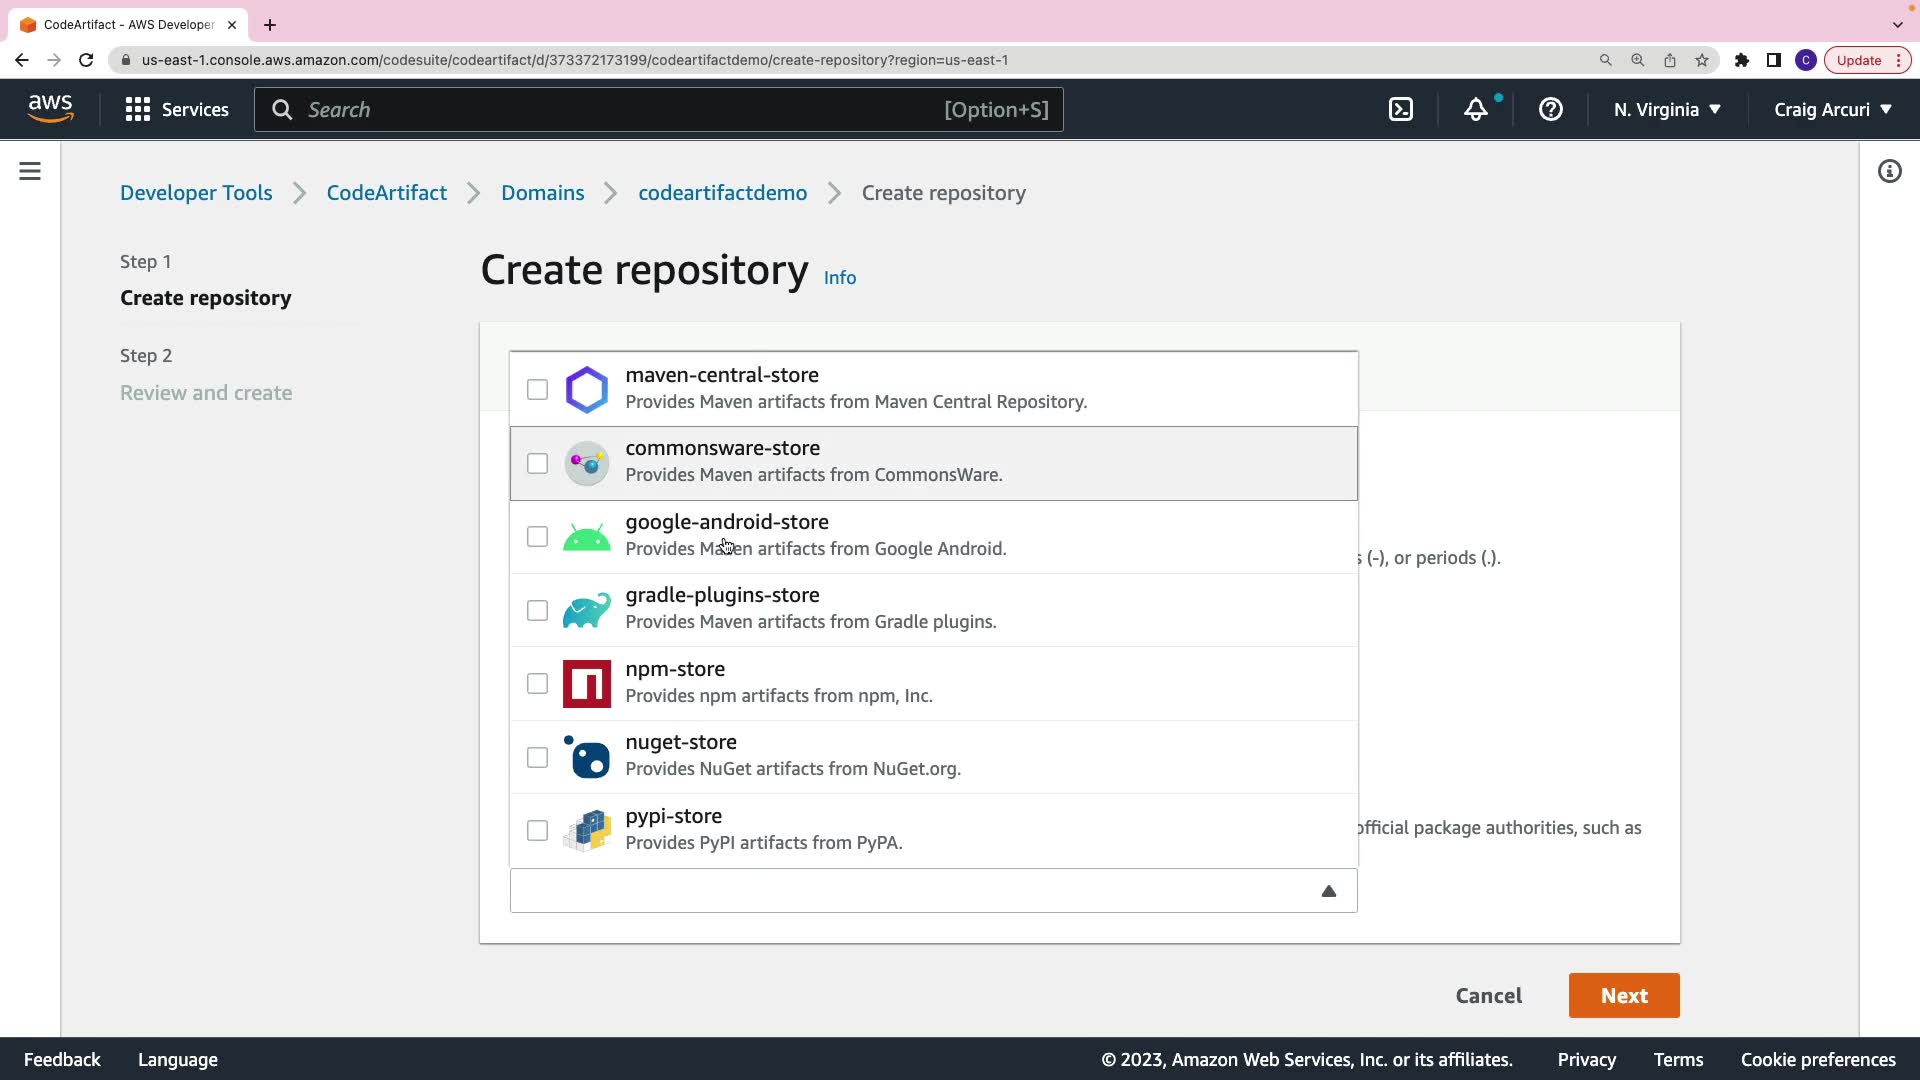 CodeArtifact - AWS Developer
us-east-1.console.aws.amazon.com/codesuite/codeartifact/d/373372173199/codeartifactdemo/create-repository?region=us-east-1
C
Update
aws
Services
Search
[Option+S]
N. Virginia
Craig Arcuri
Developer Tools
CodeArtifact
Domains
codeartifactdemo
Create repository
Step 1
Create repository
Step 2
Review and create
Create repository Info
maven-central-store
Provides Maven artifacts from Maven Central Repository.
commonsware-store
Provides Maven artifacts from CommonsWare.
google-android-store
Provides Maven artifacts from Google Android.
s (-), or periods (.).
gradle-plugins-store
Provides Maven artifacts from Gradle plugins.
npm-store
Provides npm artifacts from npm, Inc.
nuget-store
Provides NuGet artifacts from NuGet.org.
pypi-store
Provides PyPI artifacts from PyPA.
official package authorities, such as
Cancel
Next
Feedback
Language
© 2023, Amazon Web Services, Inc. or its affiliates.
Privacy
Terms
Cookie preferences